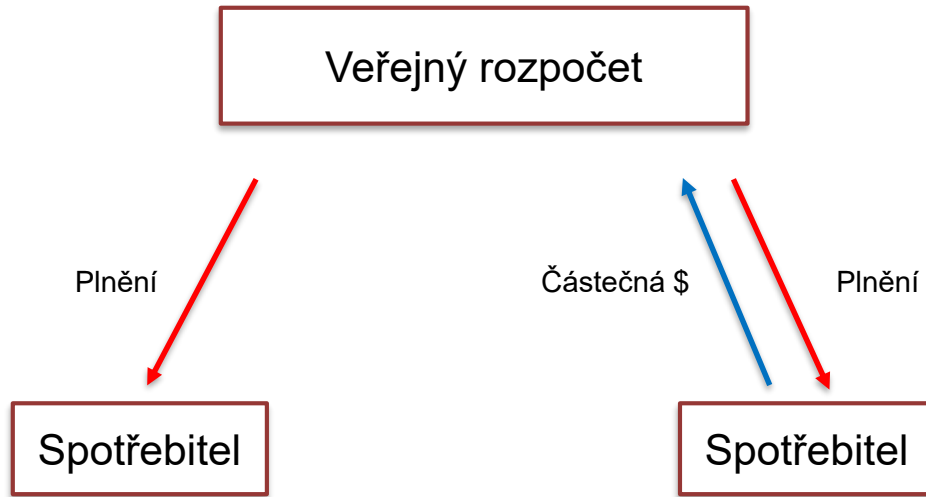 Veřejný rozpočet
Plnění
Částečná $
Plnění
Spotřebitel
Spotřebitel